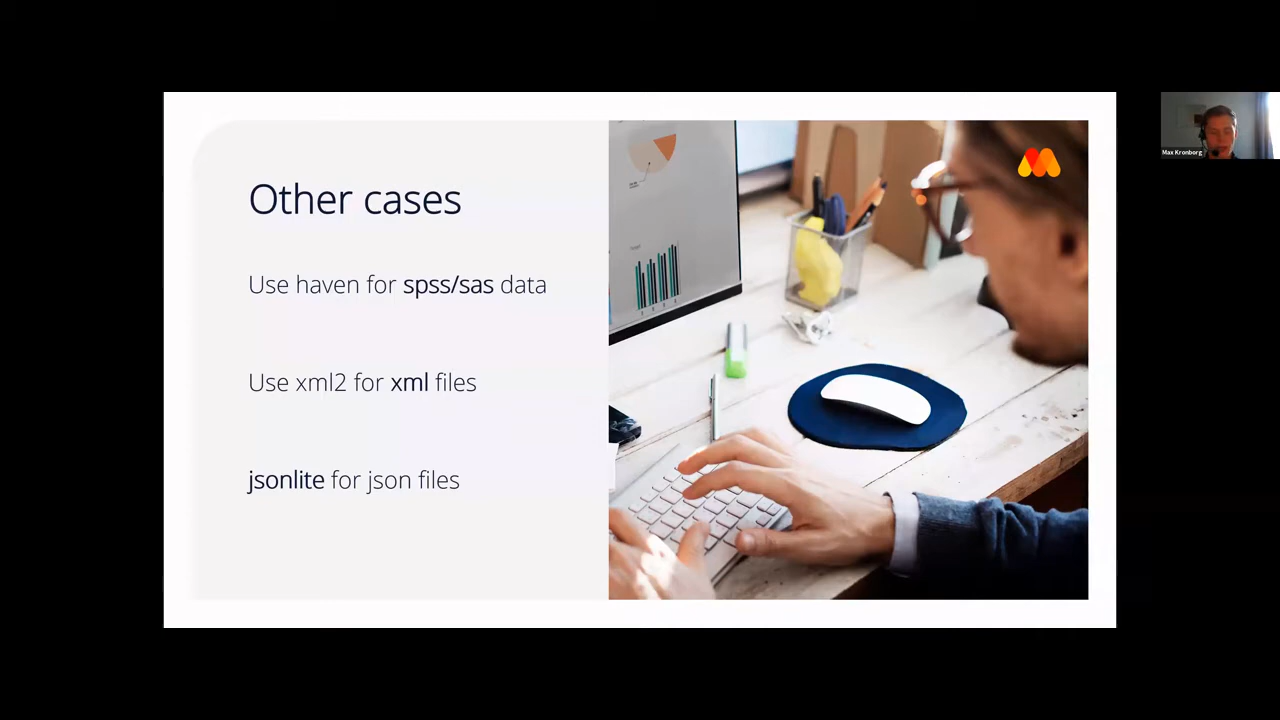 Other cases
Use haven for spss/sas data
Use xml2 for xml files
jsonlite for json files
Max Kronborg